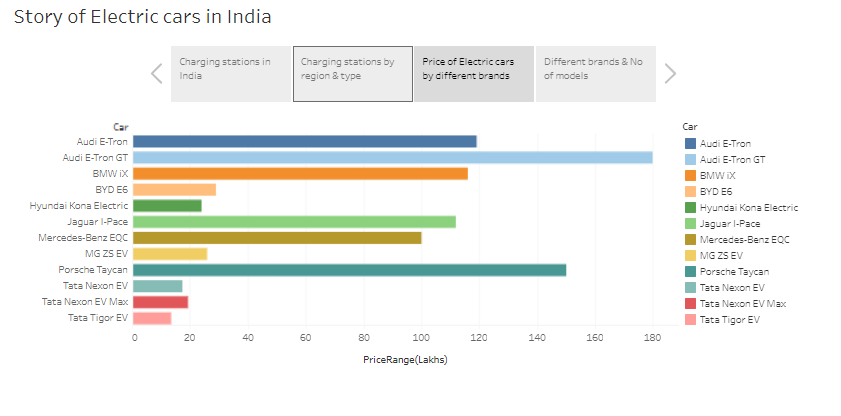 Story of Electric cars in India
Charging stations in
India
Charging stations by
region & type
Price of Electric cars
by different brands
Different brands & No
of models
Car
Audi E-Tron
Audi E-Tron GT
BMW iX
BYD E6
Hyundai Kona Electric
Jaguar I-Pace
Mercedes-Benz EQC
MG ZS EV
Porsche Taycan
Tata Nexon EV
Tata Nexon EV Max
Tata Tigor EV
0 20 40 60 80 100 120 140 160 180
PriceRange(Lakhs)
Car
Audi E-Tron
Audi E-Tron GT
BMW iX
BYD E6
Hyundai Kona Electric
Jaguar I-Pace
Mercedes-Benz EQC
MG ZS EV
Porsche Taycan
Tata Nexon EV
Tata Nexon EV Max
Tata Tigor EV